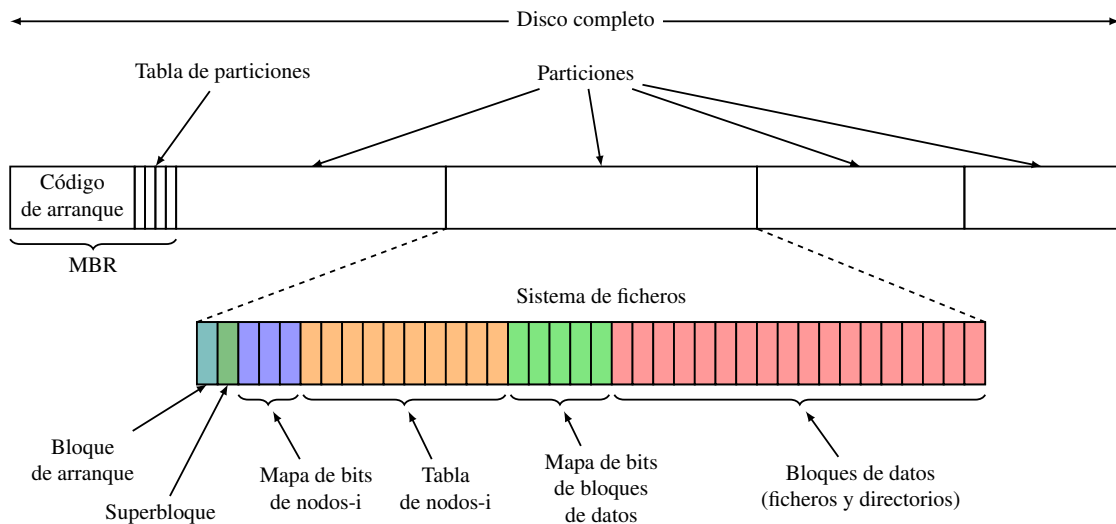 Disco completo
Tabla de particiones
Particiones
Código
de arranque
MBR
Sistema de ficheros
Bloque
de arranque
Superbloque
Mapa de bits
de nodos-i
Tabla
de nodos-i
Mapa de bits
de bloques
de datos
Bloques de datos
(ficheros y directorios)